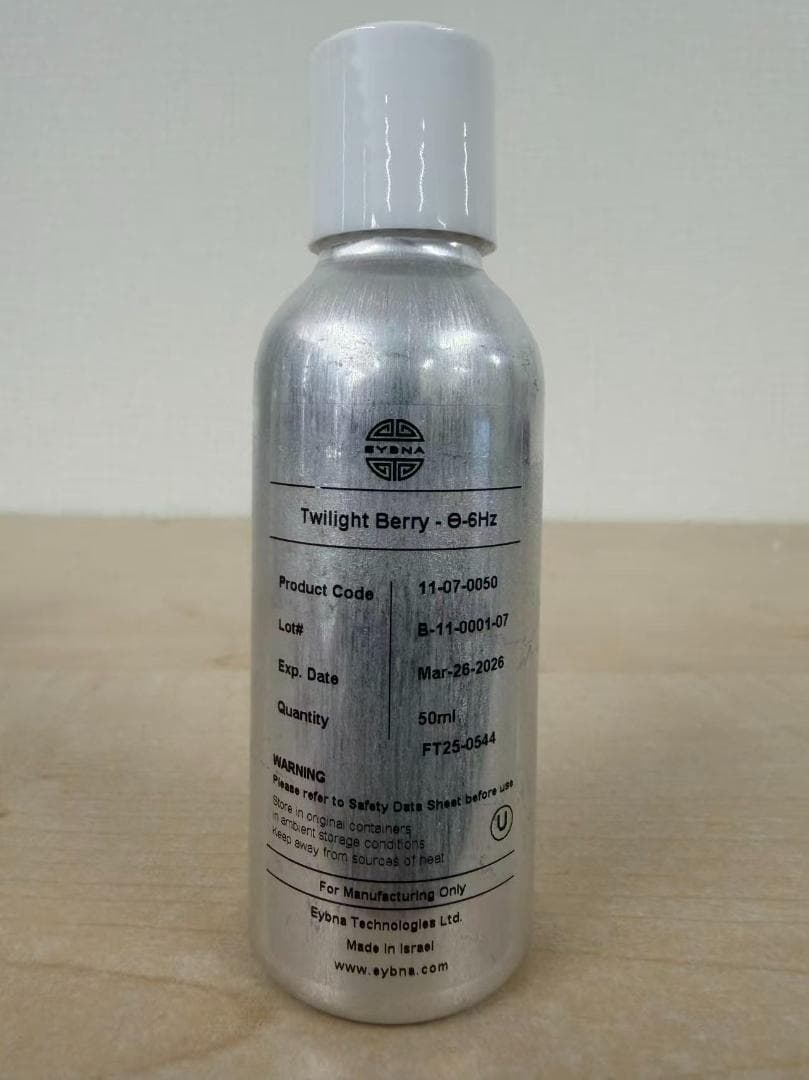 EYBNA
Twilight Berry - Ɵ-6Hz
Product Code 11-07-0050
Lot# B-11-0001-07
Exp. Date Mar-26-2026
Quantity 50ml
FT25-0544
WARNING
Please refer to Safety Data Sheet before use
Store in original containers
in ambient storage conditions
Keep away from sources of heat
U
For Manufacturing Only
Eybna Technologies Ltd.
Made in Israel
www.eybna.com